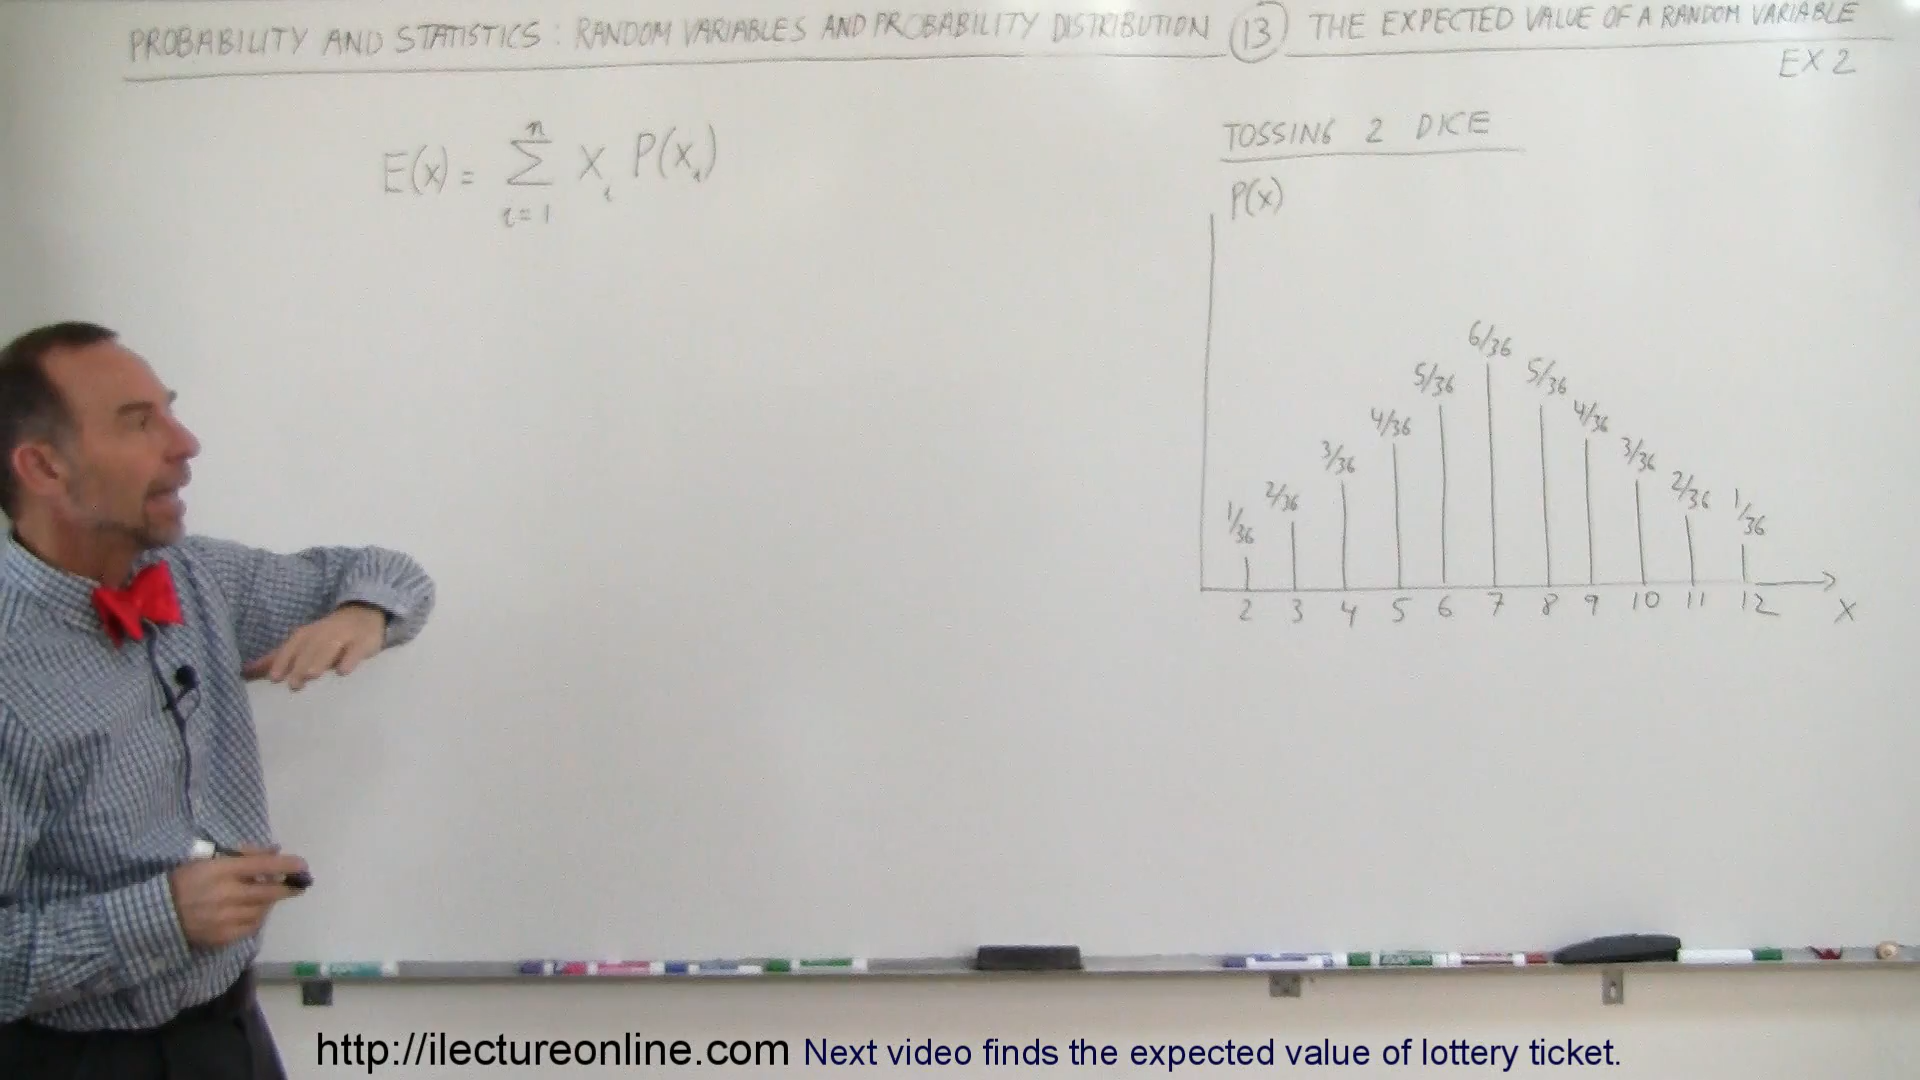 PROBABILITY AND STATISTICS: RANDOM VARIABLES AND PROBABILITY DISTRIBUTION 13 THE EXPECTED VALUE OF A RANDOM VARIABLE
EX 2
E(x) = n∑i=1 Xi P(xi)
TOSSING 2 DICE
P(x)
1/36 2/36 3/36 4/36 5/36 6/36 5/36 4/36 3/36 2/36 1/36
2 3 4 5 6 7 8 9 10 11 12 X
http://ilectureonline.com Next video finds the expected value of lottery ticket.